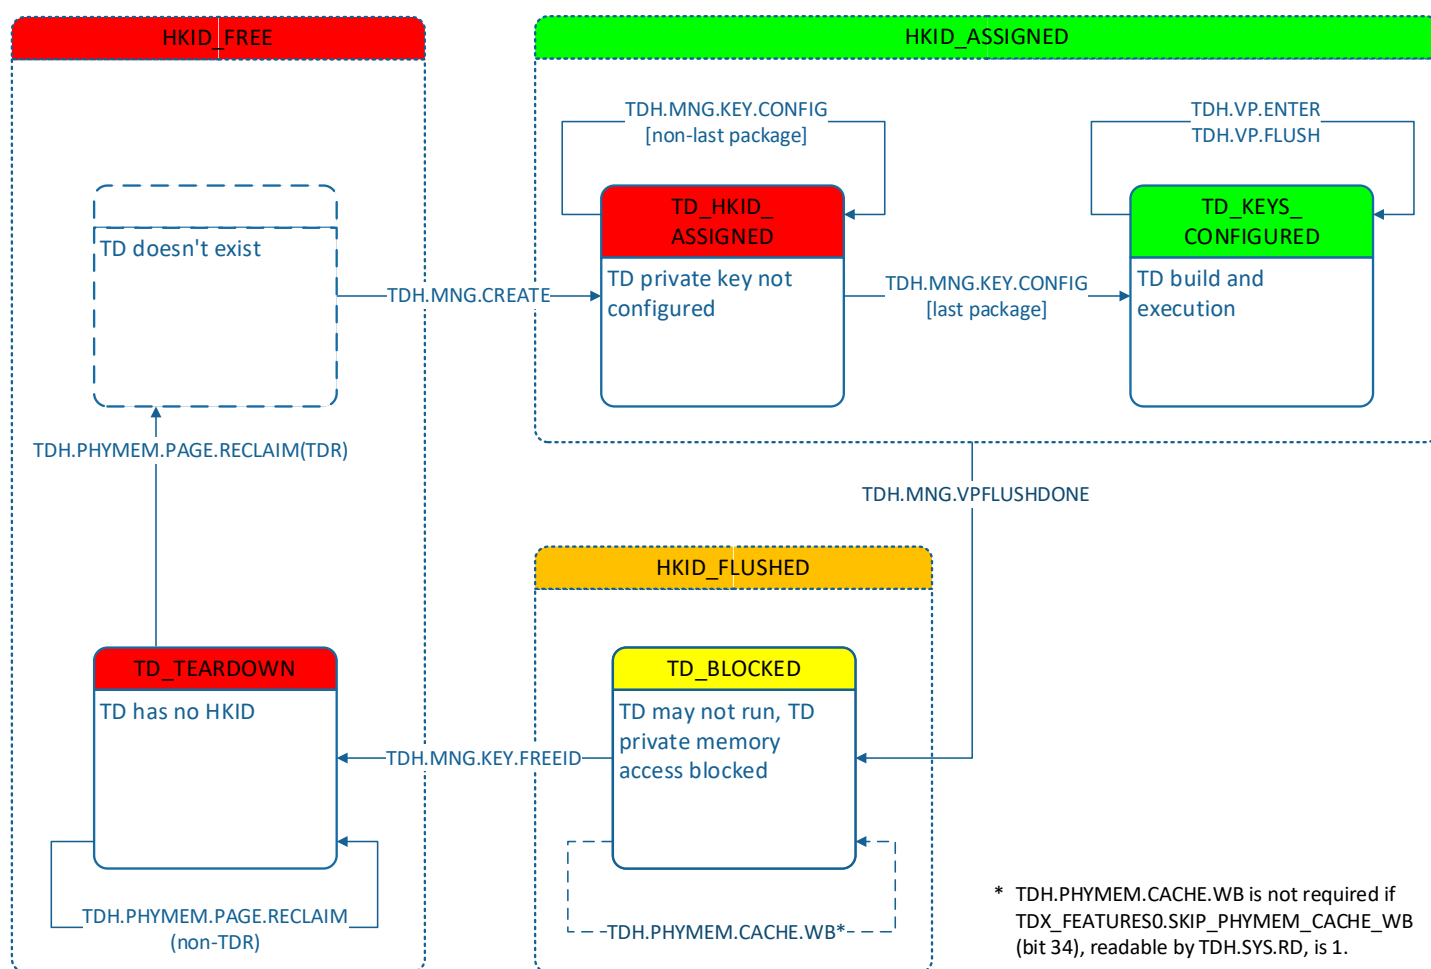 HKID_FREE
HKID_ASSIGNED
TDH.MNG.KEY.CONFIG
[non-last package]
TDH.VP.ENTER
TDH.VP.FLUSH
TD doesn't exist
TD_HKID_
ASSIGNED
TD private key not
configured
TD_KEYS_
CONFIGURED
TD build and
execution
TDH.MNG.CREATE
TDH.MNG.KEY.CONFIG
[last package]
TDH.PHYMEM.PAGE.RECLAIM(TDR)
TDH.MNG.VPFLUSHDONE
HKID_FLUSHED
TD_TEARDOWN
TD has no HKID
TD_BLOCKED
TD may not run, TD
private memory
access blocked
TDH.MNG.KEY.FREEID
TDH.PHYMEM.PAGE.RECLAIM
(non-TDR)
TDH.PHYMEM.CACHE.WB*
* TDH.PHYMEM.CACHE.WB is not required if
TDX_FEATURES0.SKIP_PHYMEM_CACHE_WB
(bit 34), readable by TDH.SYS.RD, is 1.